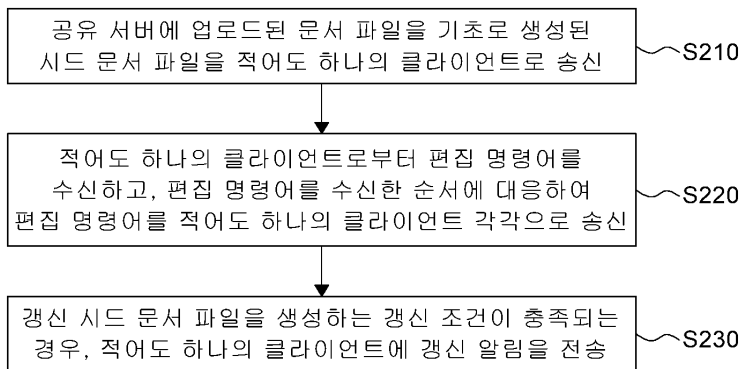 공유 서버에 업로드된 문서 파일을 기초로 생성된
시드 문서 파일을 적어도 하나의 클라이언트로 송신
S210
적어도 하나의 클라이언트로부터 편집 명령어를
수신하고, 편집 명령어를 수신한 순서에 대응하여
편집 명령어를 적어도 하나의 클라이언트 각각으로 송신
S220
갱신 시드 문서 파일을 생성하는 갱신 조건이 충족되는
경우, 적어도 하나의 클라이언트에 갱신 알림을 전송
S230